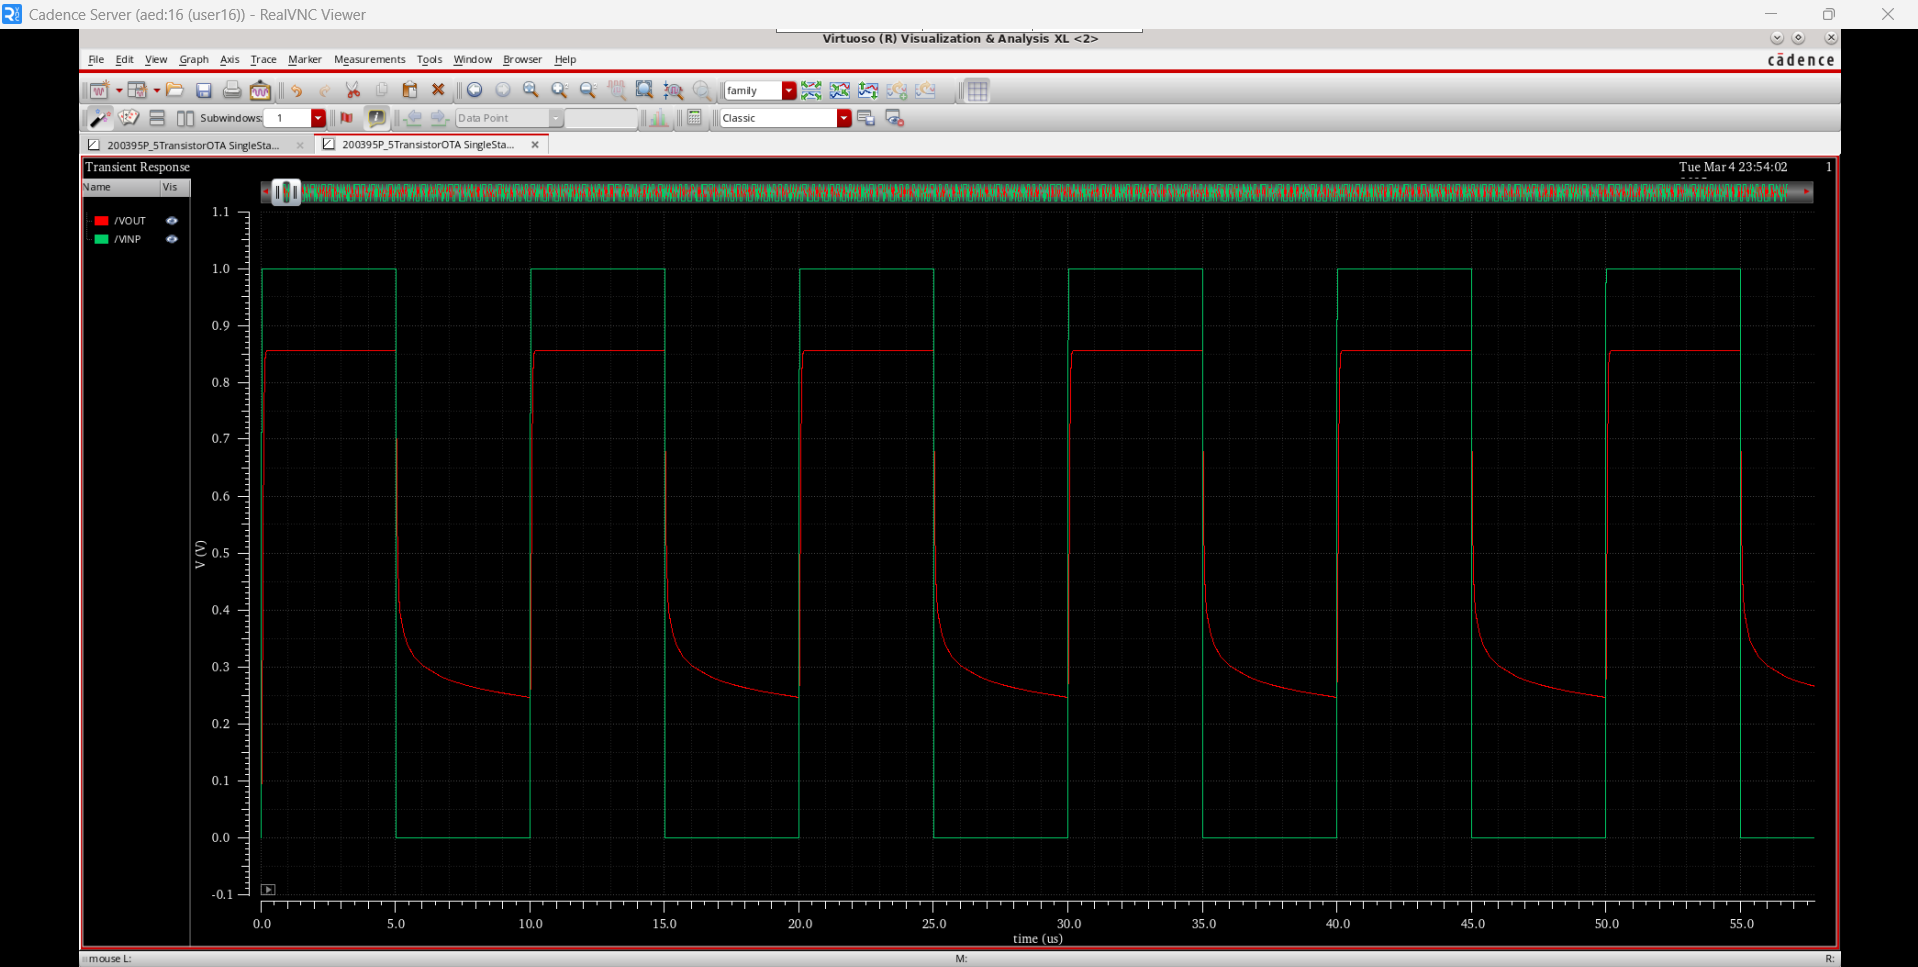 Cadence Server (aed:16 (user16)) - RealVNC Viewer
Virtuoso (R) Visualization & Analysis XL <2>
File Edit View Graph Axis Trace Marker Measurements Tools Window Browser Help
cādence
family
Subwindows: 1
Data Point
Classic
200395P_5TransistorOTA SingleSta...
200395P_5TransistorOTA SingleSta...
Transient Response
Tue Mar 4 23:54:02
1
Name Vis
/VOUT
/VINP
1.1
1.0
0.9
0.8
0.7
0.6
0.5
0.4
0.3
0.2
0.1
0.0
-0.1
V (V)
0.0 5.0 10.0 15.0 20.0 25.0 30.0 35.0 40.0 45.0 50.0 55.0
time (us)
mouse L: M: R: